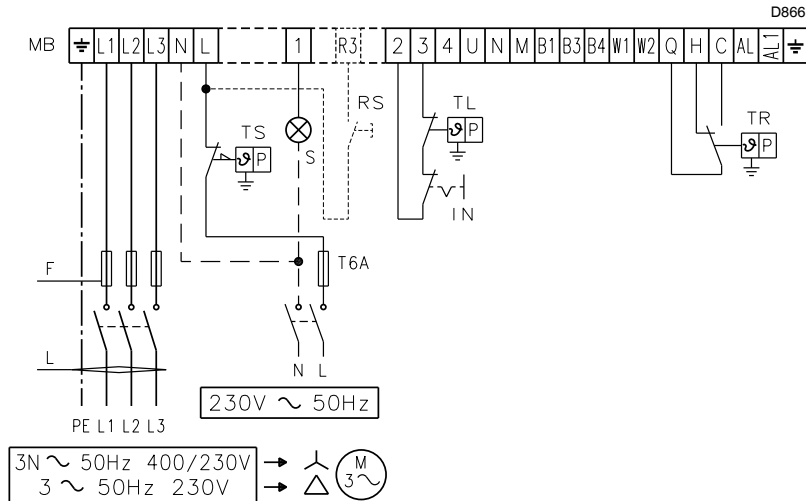 D866
MB L1 L2 L3 N L 1 R3 2 3 4 U N M B1 B3 B4 W1 W2 Q H C AL AL1
RS TL
TS ϑ P TR
ϑ P S ϑ P
IN
F T6A
L
N L
230V ~ 50Hz
PE L1 L2 L3
3N ~ 50Hz 400/230V M
3 ~ 50Hz 230V 3~